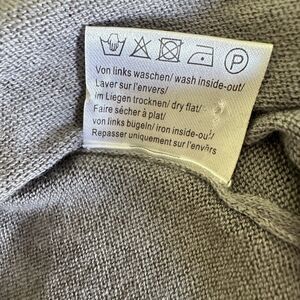 P
Von links waschen/ wash inside-out/
Laver sur l'envers/
im Liegen trocknen/ dry flat/
Faire sécher à plat/
von links bügeln/ iron inside-out/
Repasser uniquement sur l'envers